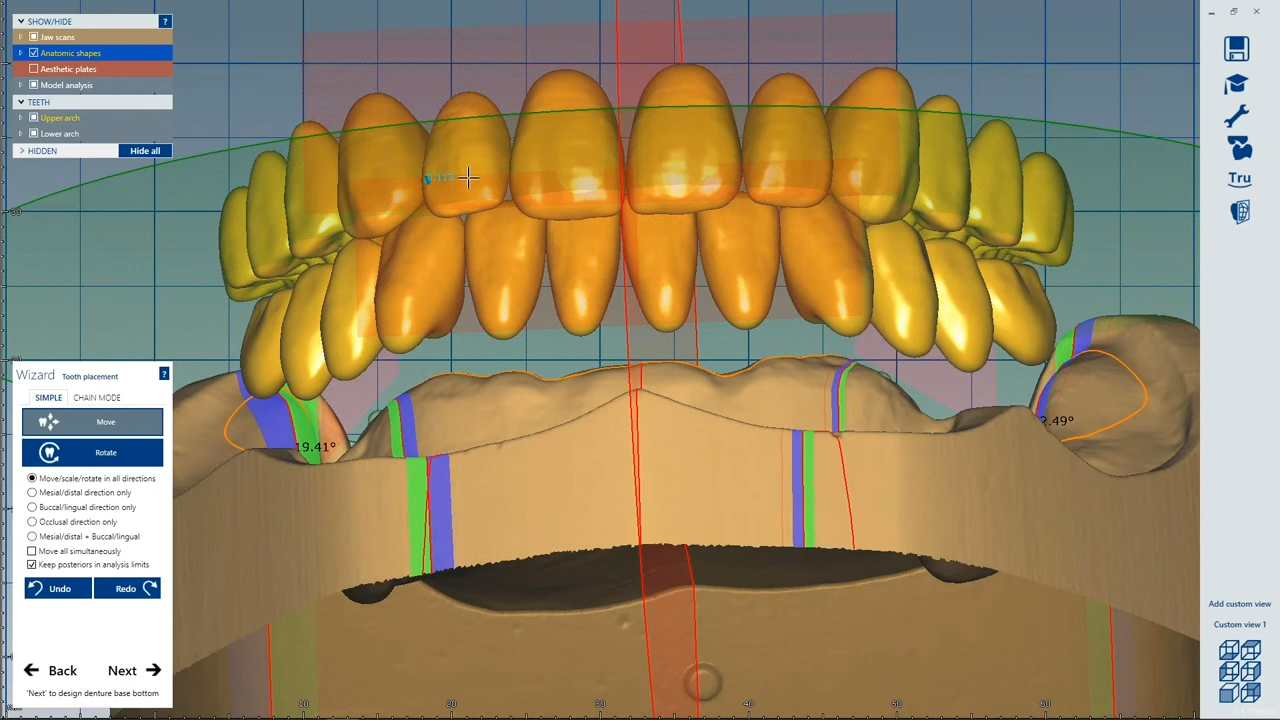 SHOW/HIDE ?
Jaw scans
Anatomic shapes
Aesthetic plates
Model analysis
TEETH
Upper arch
Lower arch
HIDDEN Hide all
Tru
19.41°
2.49°
Wizard Tooth placement ?
SIMPLE CHAIN MODE
Move
Rotate
Move/scale/rotate in all directions
Mesial/distal direction only
Buccal/lingual direction only
Occlusal direction only
Mesial/distal + Buccal/lingual
Move all simultaneously
Keep posteriors in analysis limits
Undo Redo
Back Next
'Next' to design denture base bottom
Add custom view
Custom view 1
10 20 30 40 50 60